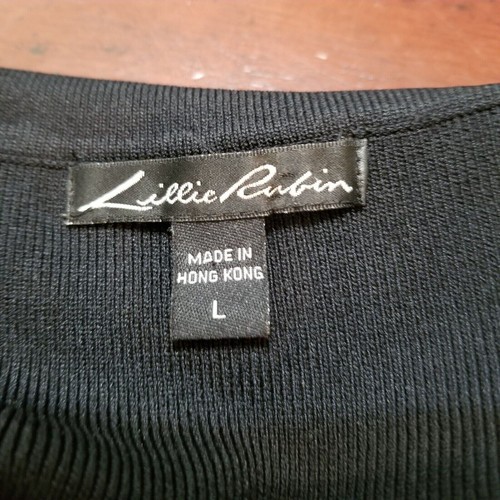 Lillie Rubin
MADE IN
HONG KONG
L